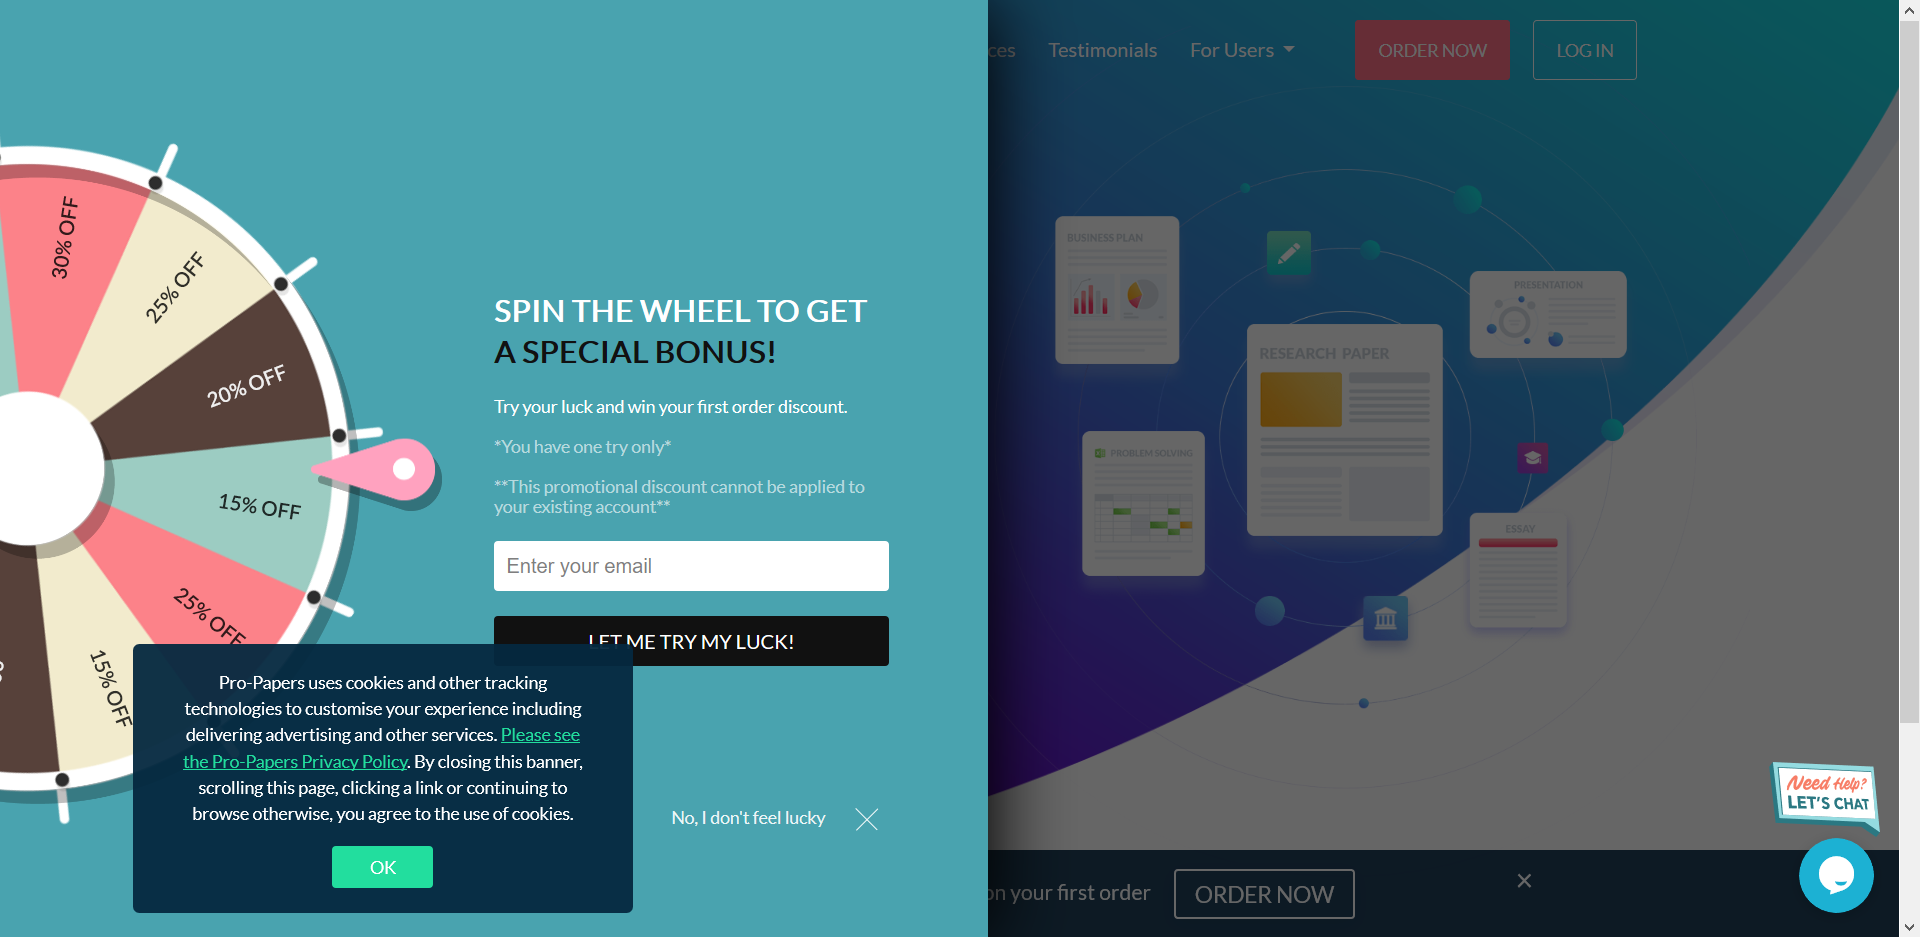 Testimonials
For Users
ORDER NOW
LOG IN
30% OFF
25% OFF
20% OFF
15% OFF
25% OFF
15% OFF
SPIN THE WHEEL TO GET
A SPECIAL BONUS!
Try your luck and win your first order discount.
*You have one try only*
**This promotional discount cannot be applied to
your existing account**
Enter your email
LET ME TRY MY LUCK!
Pro-Papers uses cookies and other tracking
technologies to customise your experience including
delivering advertising and other services. Please see
the Pro-Papers Privacy Policy. By closing this banner,
scrolling this page, clicking a link or continuing to
browse otherwise, you agree to the use of cookies.
OK
No, I don't feel lucky
BUSINESS PLAN
PRESENTATION
RESEARCH PAPER
PROBLEM SOLVING
ESSAY
Need Help?
LET'S CHAT
on your first order
ORDER NOW